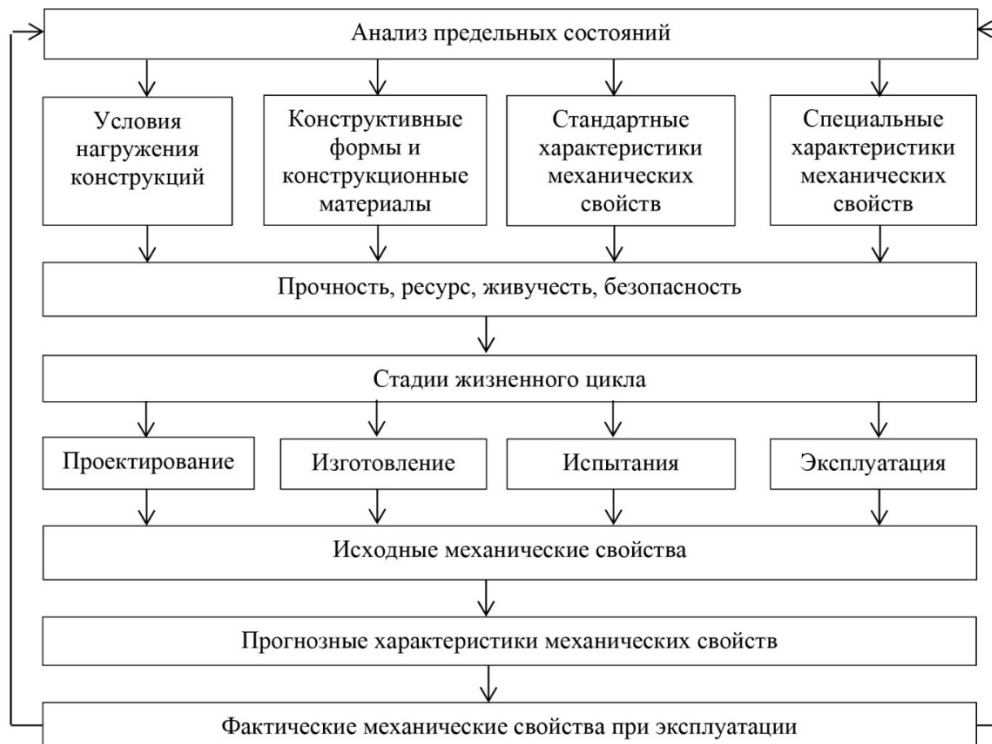 Анализ предельных состояний
Условия
нагружения
конструкций
Конструктивные
формы и
конструкционные
материалы
Стандартные
характеристики
механических
свойств
Специальные
характеристики
механических
свойств
Прочность, ресурс, живучесть, безопасность
Стадии жизненного цикла
Проектирование
Изготовление
Испытания
Эксплуатация
Исходные механические свойства
Прогнозные характеристики механических свойств
Фактические механические свойства при эксплуатации